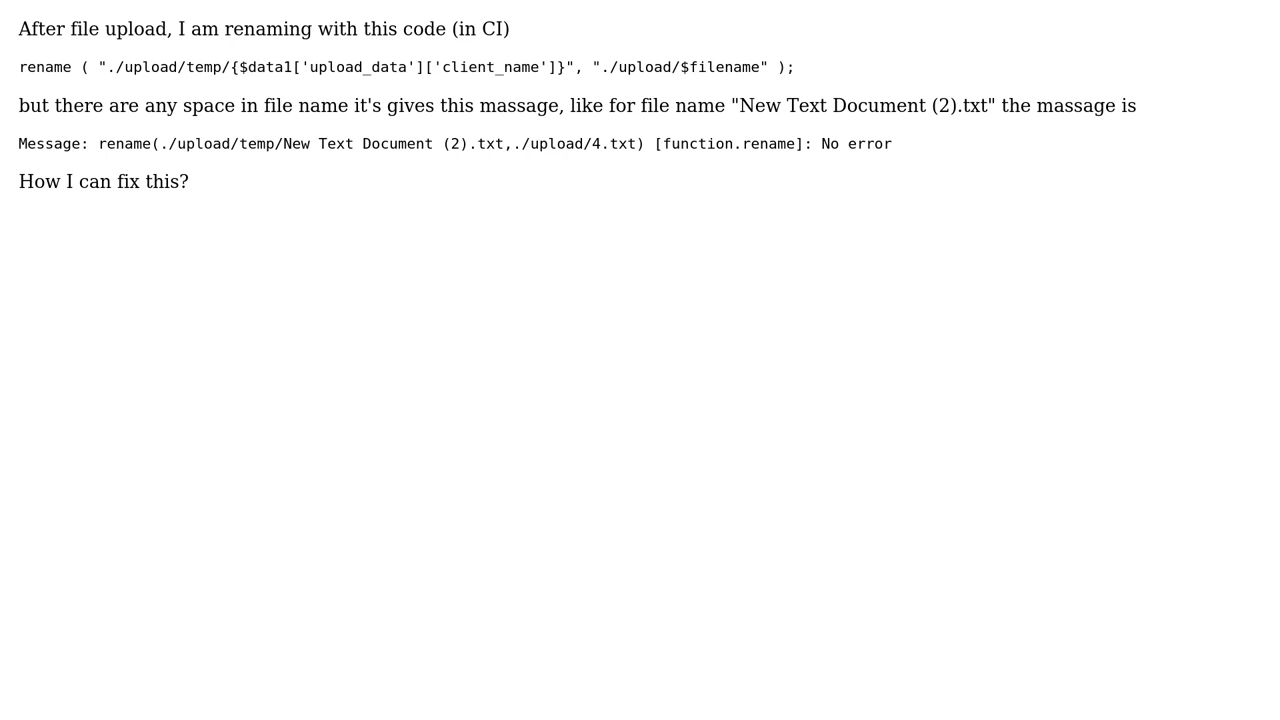 After file upload, I am renaming with this code (in CI)
rename ( "./upload/temp/{$data1['upload_data']['client_name']}", "./upload/$filename" );
but there are any space in file name it's gives this massage, like for file name "New Text Document (2).txt" the massage is
Message: rename(./upload/temp/New Text Document (2).txt,./upload/4.txt) [function.rename]: No error
How I can fix this?